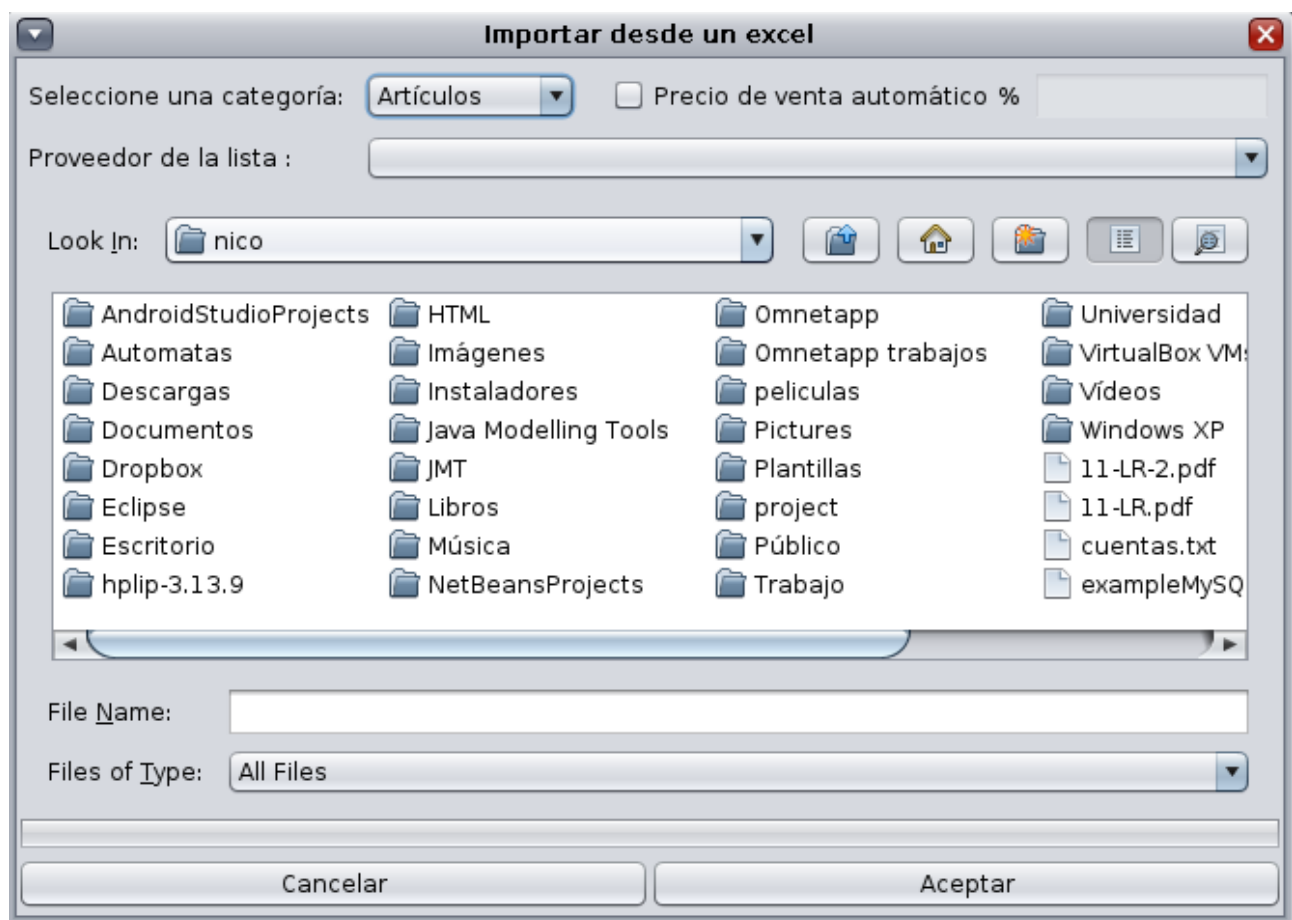 Importar desde un excel
Seleccione una categoría: Artículos Precio de venta automático %
Proveedor de la lista :
Look In: nico
AndroidStudioProjects HTML Omnetapp Universidad
Automatas Imágenes Omnetapp trabajos VirtualBox VMs
Descargas Instaladores peliculas Vídeos
Documentos Java Modelling Tools Pictures Windows XP
Dropbox JMT Plantillas 11-LR-2.pdf
Eclipse Libros project 11-LR.pdf
Escritorio Música Público cuentas.txt
hplip-3.13.9 NetBeansProjects Trabajo exampleMySQ
File Name:
Files of Type: All Files
Cancelar Aceptar